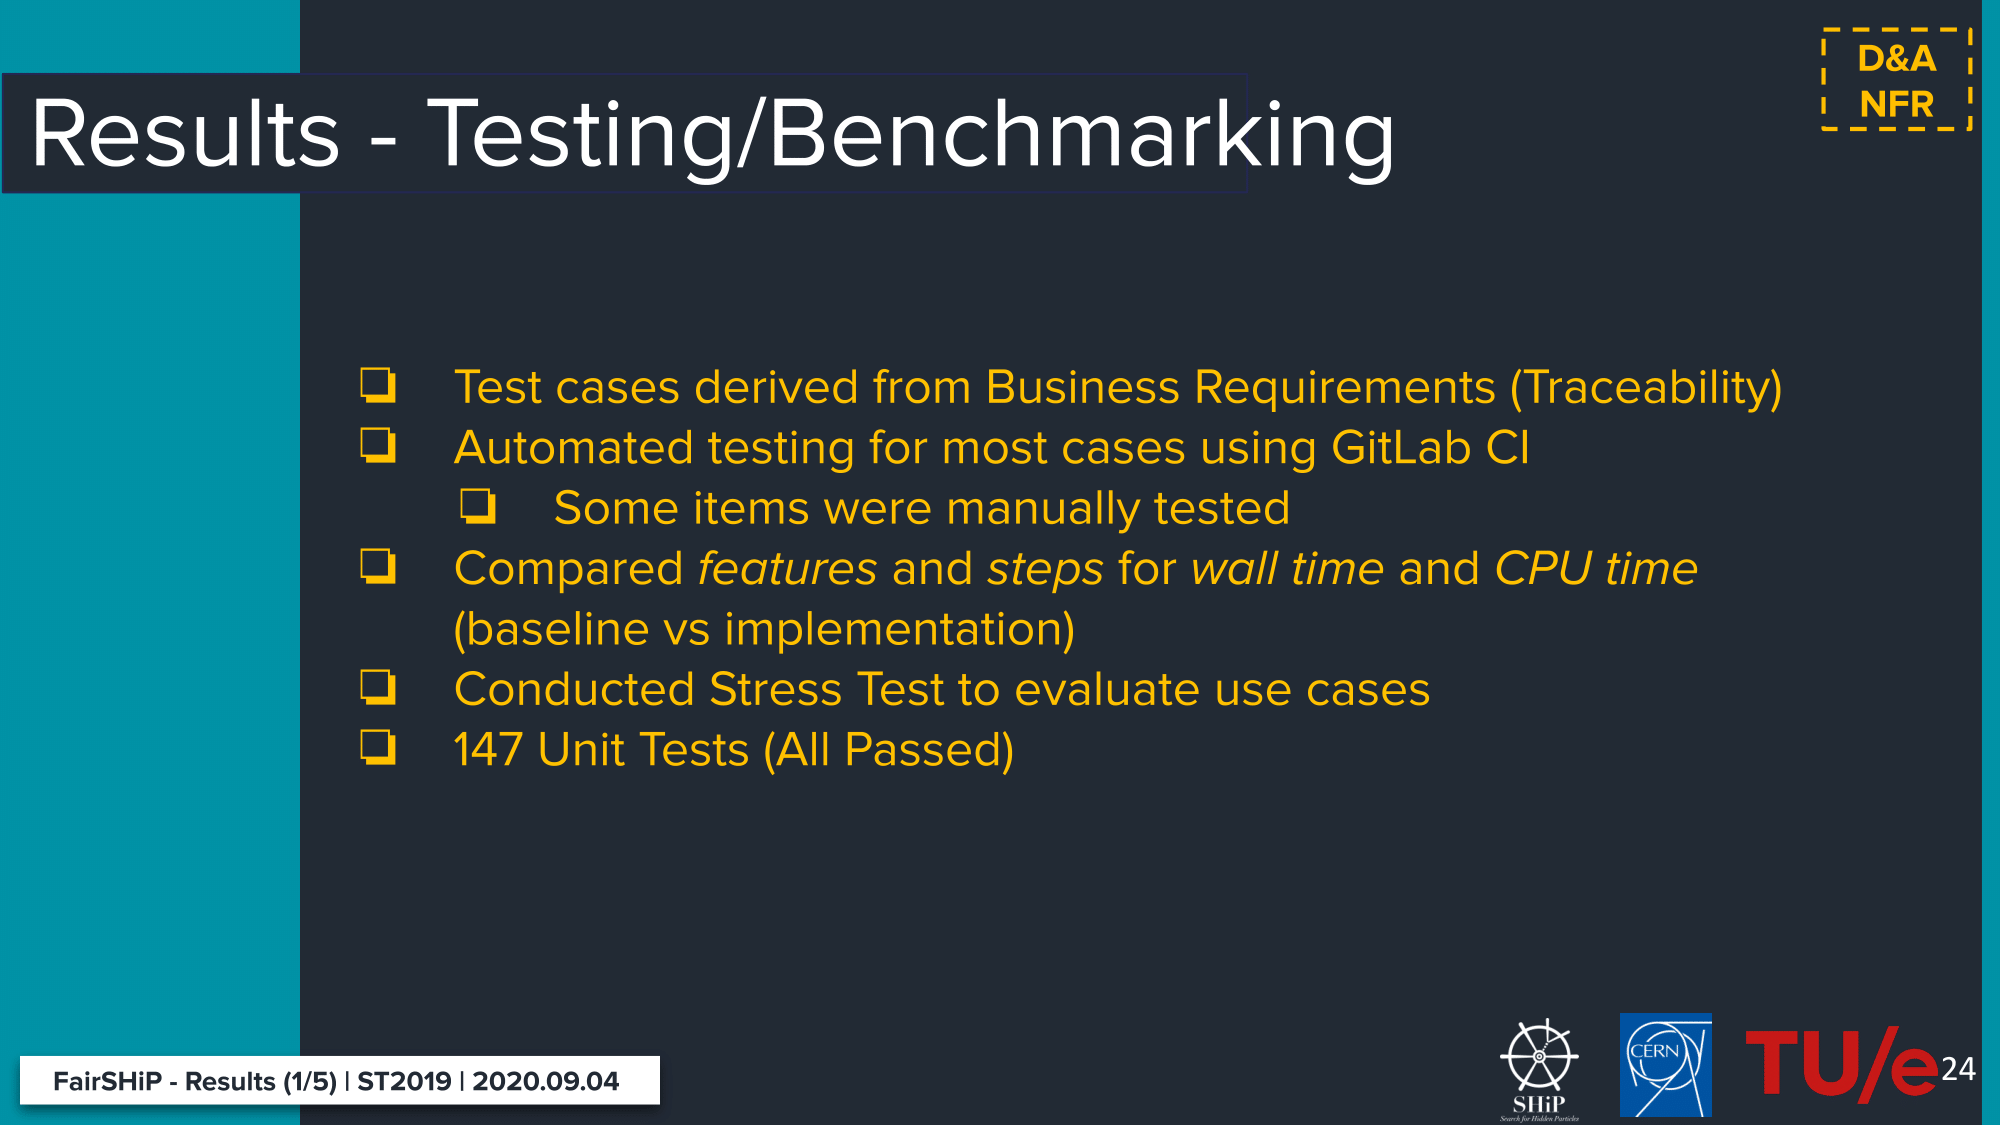 D&A
NFR
Results - Testing/Benchmarking
❏ Test cases derived from Business Requirements (Traceability)
❏ Automated testing for most cases using GitLab CI
❏ Some items were manually tested
❏ Compared features and steps for wall time and CPU time
(baseline vs implementation)
❏ Conducted Stress Test to evaluate use cases
❏ 147 Unit Tests (All Passed)
FairSHiP - Results (1/5) | ST2019 | 2020.09.04
SHiP
Search for Hidden Particles
CERN
TU/e
24